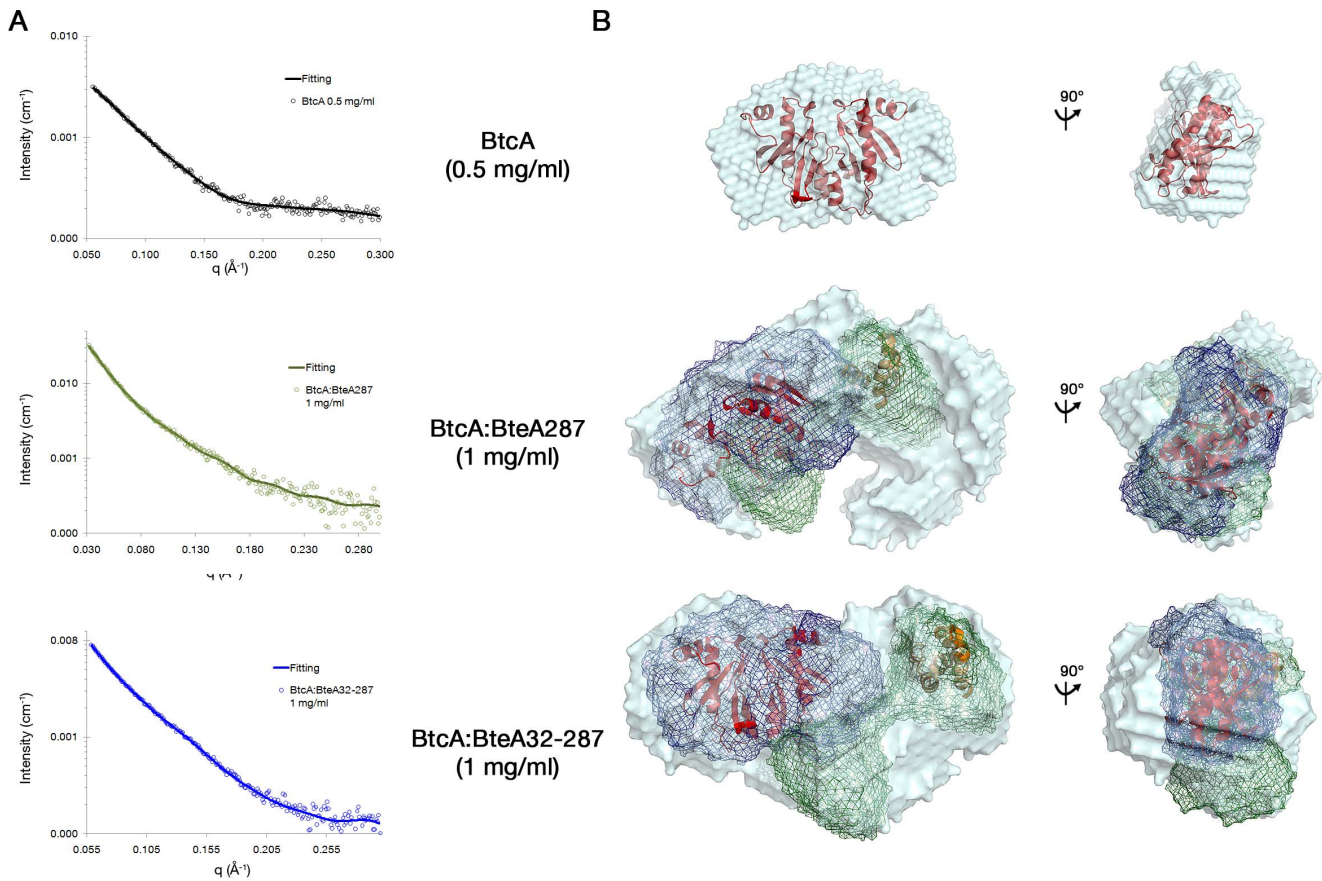 A
B
0.010
0.001
0.000
Intensity (cm⁻¹)
Fitting
BtcA 0.5 mg/ml
0.050
0.100
0.150
0.200
0.250
0.300
q (Å⁻¹)
BtcA
(0.5 mg/ml)
90°
0.010
0.001
0.000
Intensity (cm⁻¹)
Fitting
BtcA:BteA287
1 mg/ml
0.030
0.080
0.130
0.180
0.230
0.280
q (Å⁻¹)
BtcA:BteA287
(1 mg/ml)
90°
0.008
0.001
0.000
Intensity (cm⁻¹)
Fitting
BtcA:BteA32-287
1 mg/ml
0.055
0.105
0.155
0.205
0.255
q (Å⁻¹)
BtcA:BteA32-287
(1 mg/ml)
90°